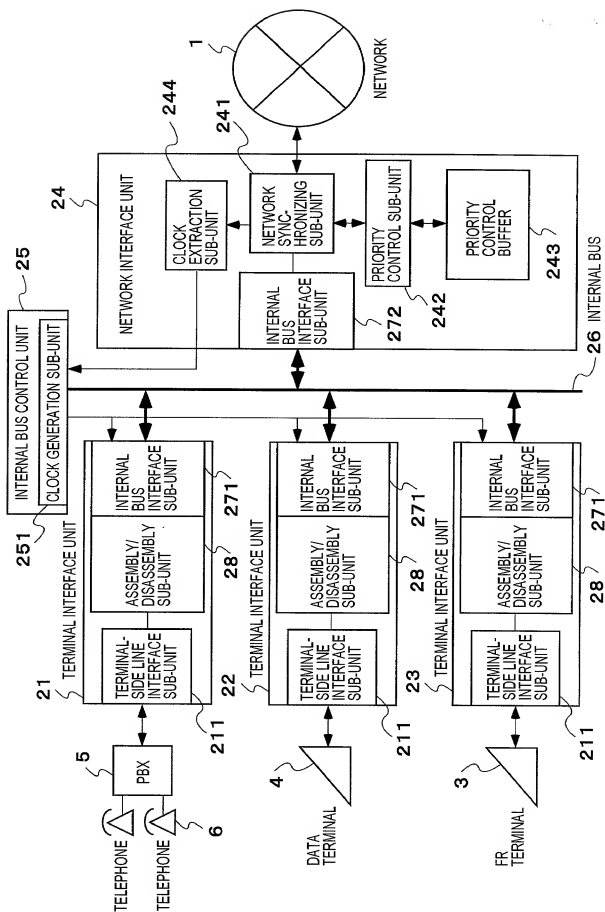 25
INTERNAL BUS CONTROL UNIT
CLOCK GENERATION SUB-UNIT
251
24
NETWORK INTERFACE UNIT
244
CLOCK
EXTRACTION
SUB-UNIT
241
NETWORK
SYNC-
HRONIZING
SUB-UNIT
1
NETWORK
INTERNAL
BUS
INTERFACE
SUB-UNIT
272
PRIORITY CONTROL SUB-UNIT
242
PRIORITY
CONTROL
BUFFER
243
26
INTERNAL BUS
21
TERMINAL INTERFACE UNIT
TERMINAL-
SIDE LINE
INTERFACE
SUB-UNIT
211
ASSEMBLY/
DISASSEMBLY
SUB-UNIT
28
INTERNAL
BUS
INTERFACE
SUB-UNIT
271
5
PBX
6
TELEPHONE
TELEPHONE
22
TERMINAL INTERFACE UNIT
TERMINAL-
SIDE LINE
INTERFACE
SUB-UNIT
211
ASSEMBLY/
DISASSEMBLY
SUB-UNIT
28
INTERNAL
BUS
INTERFACE
SUB-UNIT
271
4
DATA
TERMINAL
23
TERMINAL INTERFACE UNIT
TERMINAL-
SIDE LINE
INTERFACE
SUB-UNIT
211
ASSEMBLY/
DISASSEMBLY
SUB-UNIT
28
INTERNAL
BUS
INTERFACE
SUB-UNIT
271
3
FR
TERMINAL